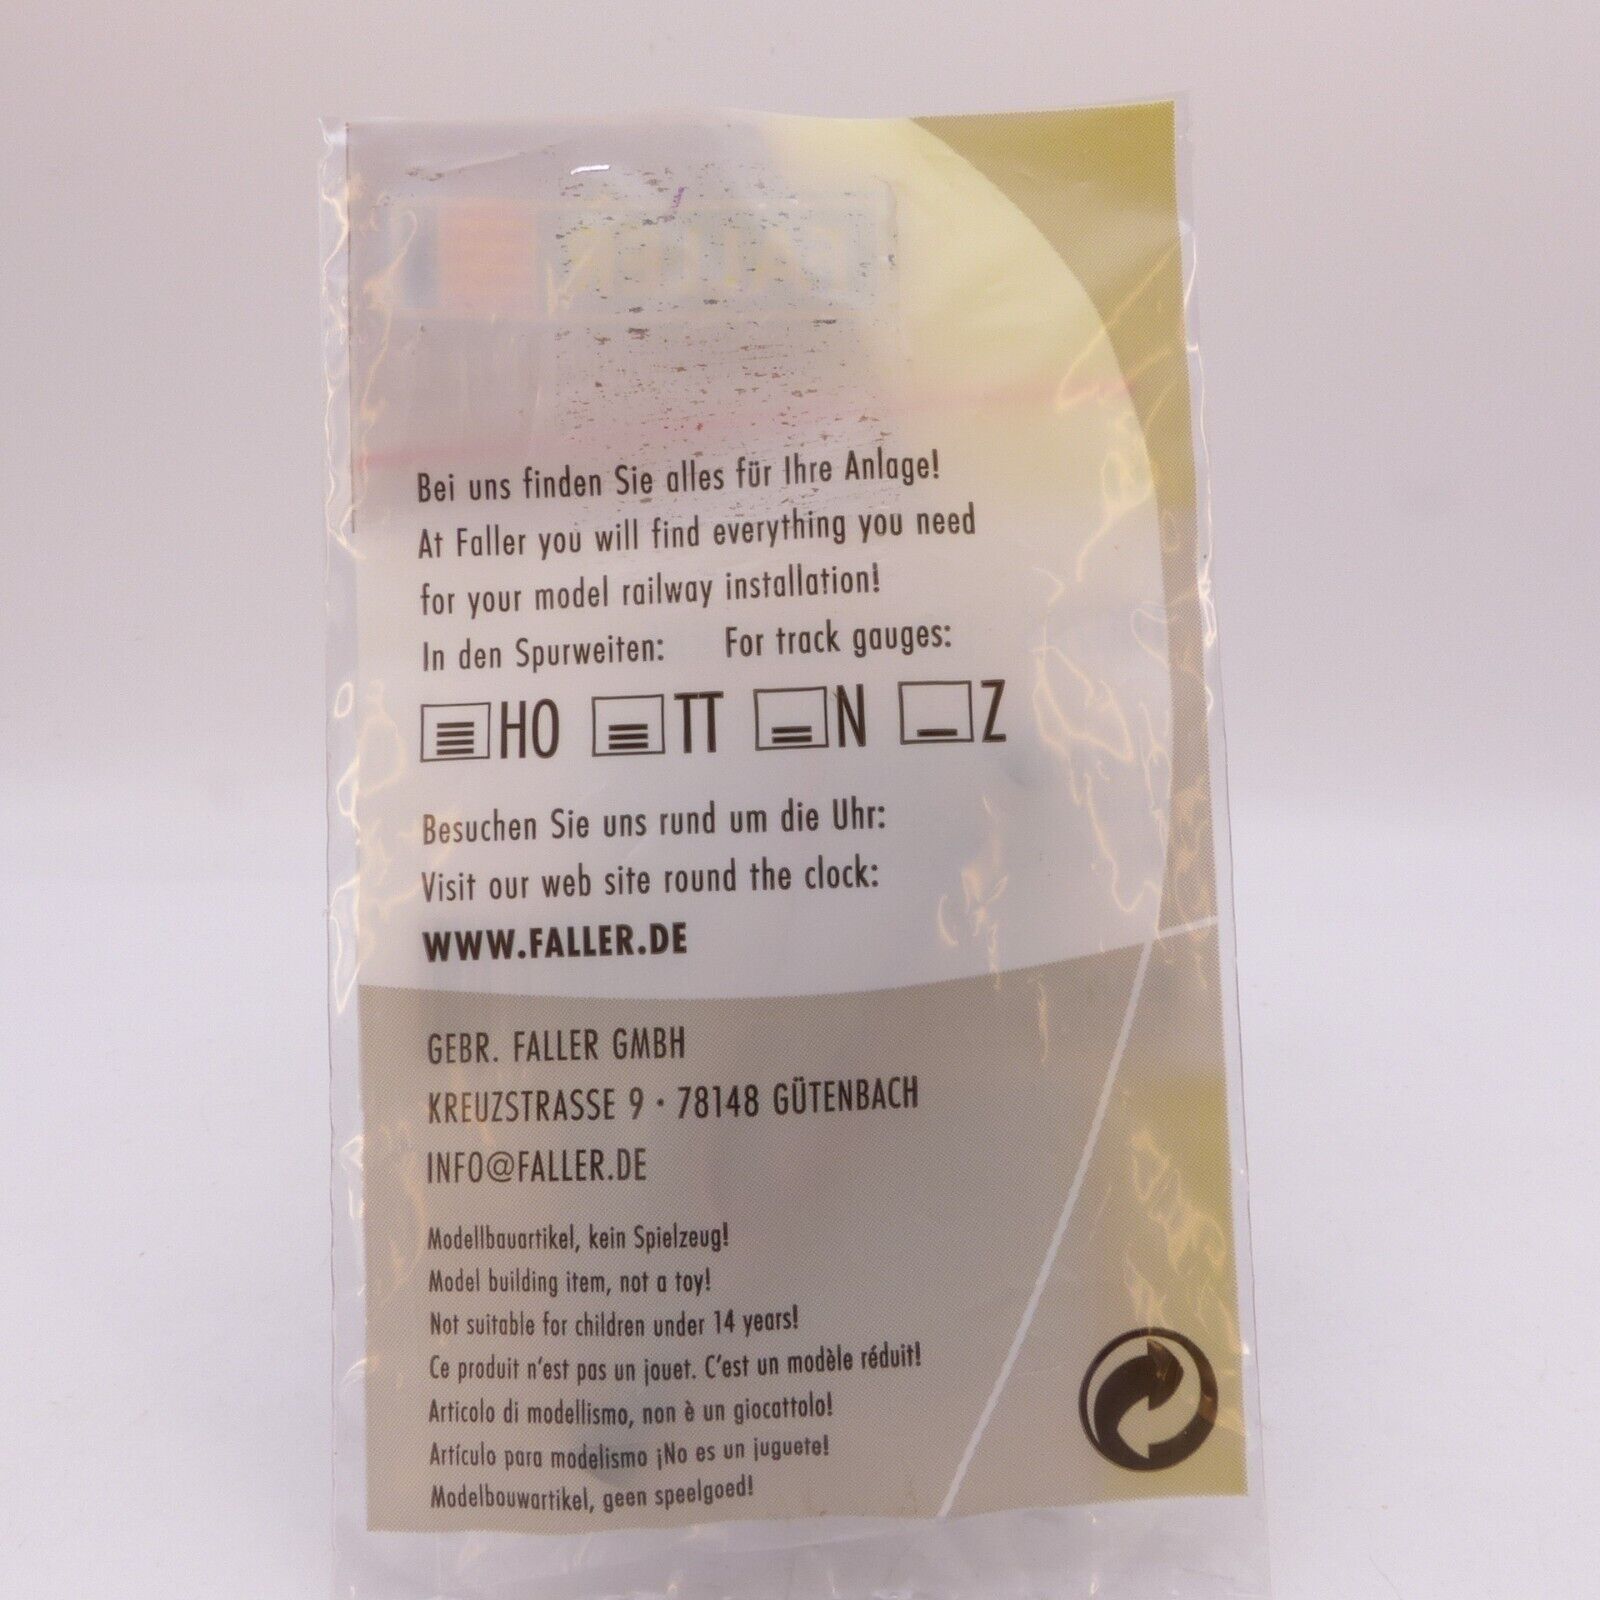 Bei uns finden Sie alles für Ihre Anlage!
At Faller you will find everything you need
for your model railway installation!
In den Spurweiten: For track gauges:
HO TT N Z
Besuchen Sie uns rund um die Uhr:
Visit our web site round the clock:
WWW.FALLER.DE
GEBR. FALLER GMBH
KREUZSTRASSE 9 · 78148 GÜTENBACH
INFO@FALLER.DE
Modellbauartikel, kein Spielzeug!
Model building item, not a toy!
Not suitable for children under 14 years!
Ce produit n'est pas un jouet. C'est un modèle réduit!
Articolo di modellismo, non è un giocattolo!
Artículo para modelismo ¡No es un juguete!
Modelbouwartikel, geen speelgoed!